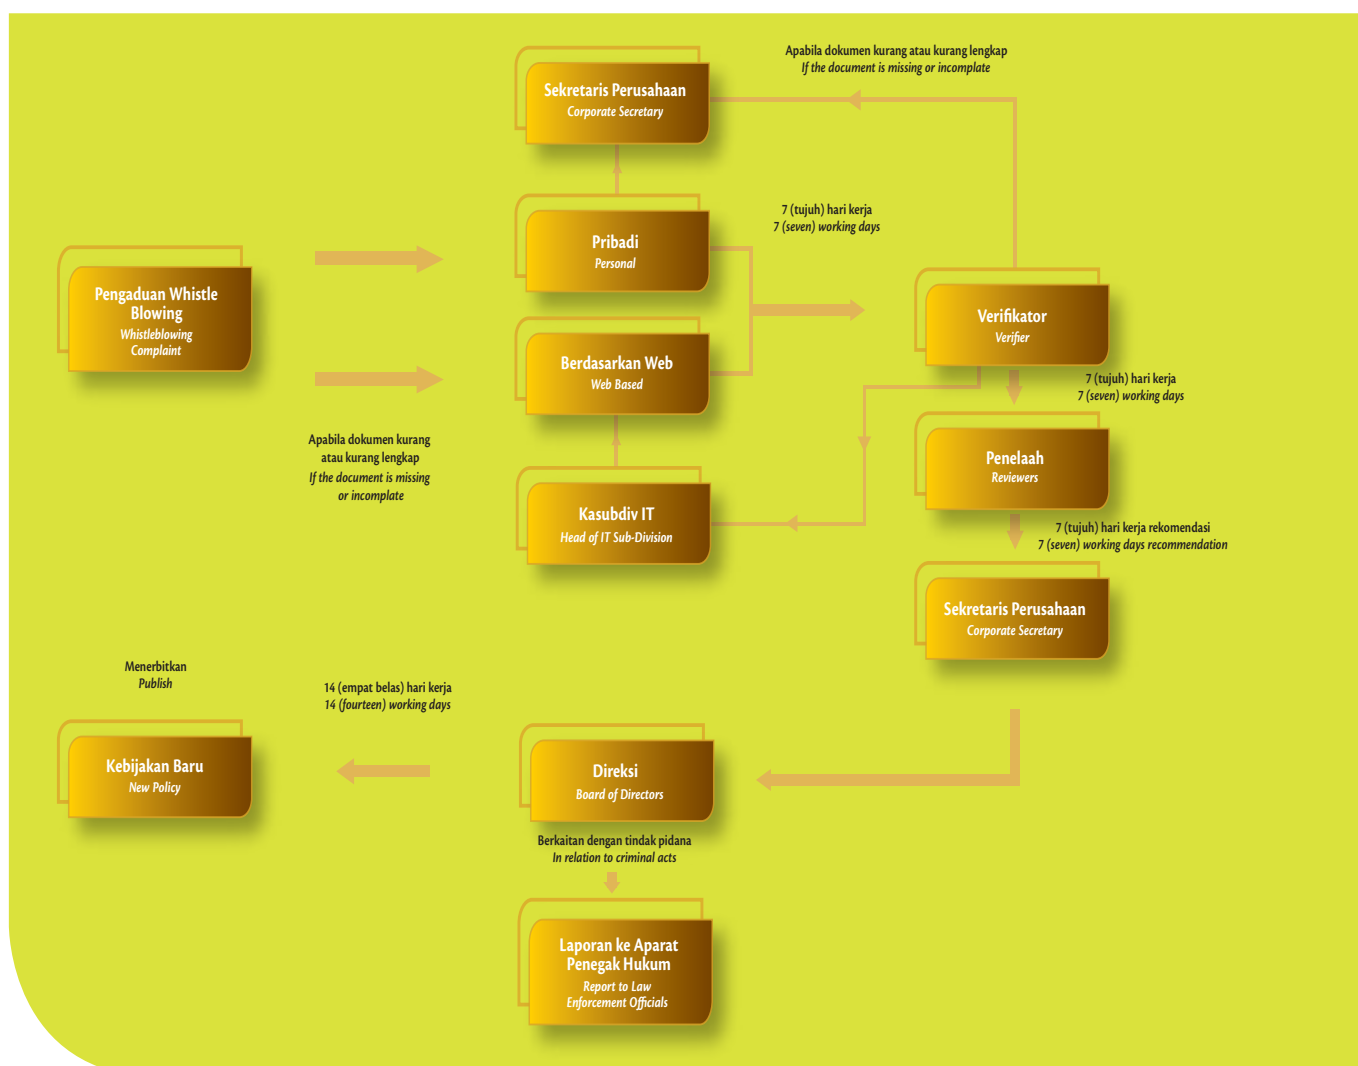 Apabila dokumen kurang atau kurang lengkap
If the document is missing or incomplate
Sekretaris Perusahaan
Corporate Secretary
7 (tujuh) hari kerja
7 (seven) working days
Pribadi
Personal
Pengaduan Whistle
Blowing
Whistleblowing
Complaint
Verifikator
Verifier
Berdasarkan Web
Web Based
7 (tujuh) hari kerja
7 (seven) working days
Apabila dokumen kurang
atau kurang lengkap
If the document is missing
or incomplate
Penelaah
Reviewers
Kasubdiv IT
Head of IT Sub-Division
7 (tujuh) hari kerja rekomendasi
7 (seven) working days recommendation
Sekretaris Perusahaan
Corporate Secretary
Menerbitkan
Publish
14 (empat belas) hari kerja
14 (fourteen) working days
Kebijakan Baru
New Policy
Direksi
Board of Directors
Berkaitan dengan tindak pidana
In relation to criminal acts
Laporan ke Aparat
Penegak Hukum
Report to Law
Enforcement Officials